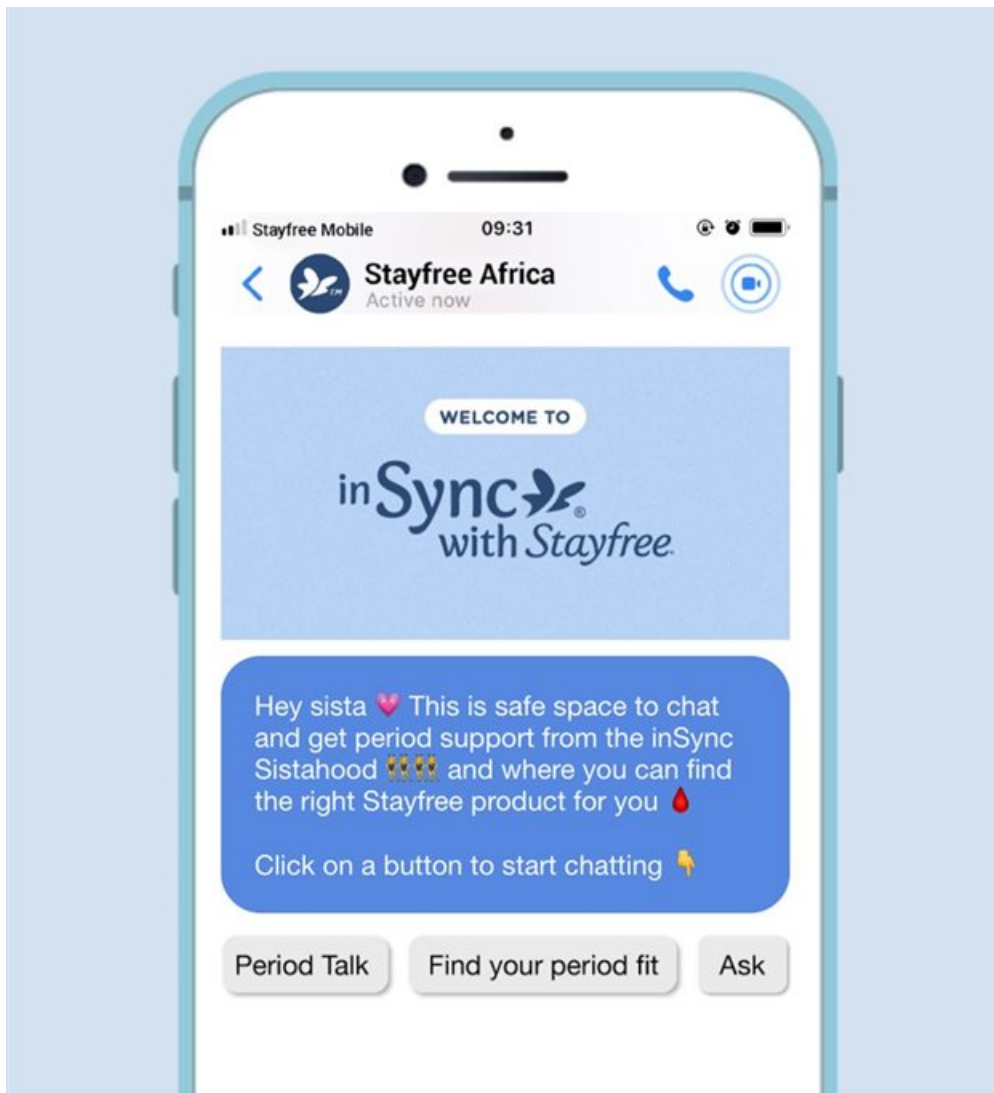 Stayfree Mobile 09:31
Stayfree Africa
Active now
WELCOME TO
inSync®
with Stayfree.
Hey sista 💗 This is safe space to chat
and get period support from the inSync
Sistahood 👯👯 and where you can find
the right Stayfree product for you 🩸
Click on a button to start chatting 👇
Period Talk Find your period fit Ask